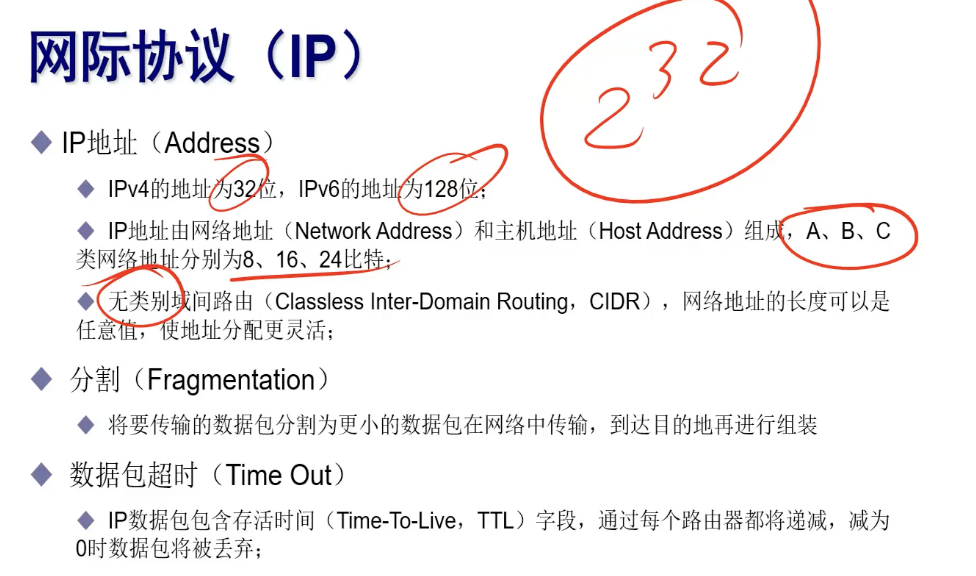 网际协议（IP）
2^32
IP地址（Address）
IPv4的地址为32位，IPv6的地址为128位；
IP地址由网络地址（Network Address）和主机地址（Host Address）组成，A、B、C
类网络地址分别为8、16、24比特；
无类别域间路由（Classless Inter-Domain Routing，CIDR），网络地址的长度可以是
任意值，使地址分配更灵活；
分割（Fragmentation）
将要传输的数据包分割为更小的数据包在网络中传输，到达目的地再进行组装
数据包超时（Time Out）
IP数据包包含存活时间（Time-To-Live，TTL）字段，通过每个路由器都将递减，减为
0时数据包将被丢弃；